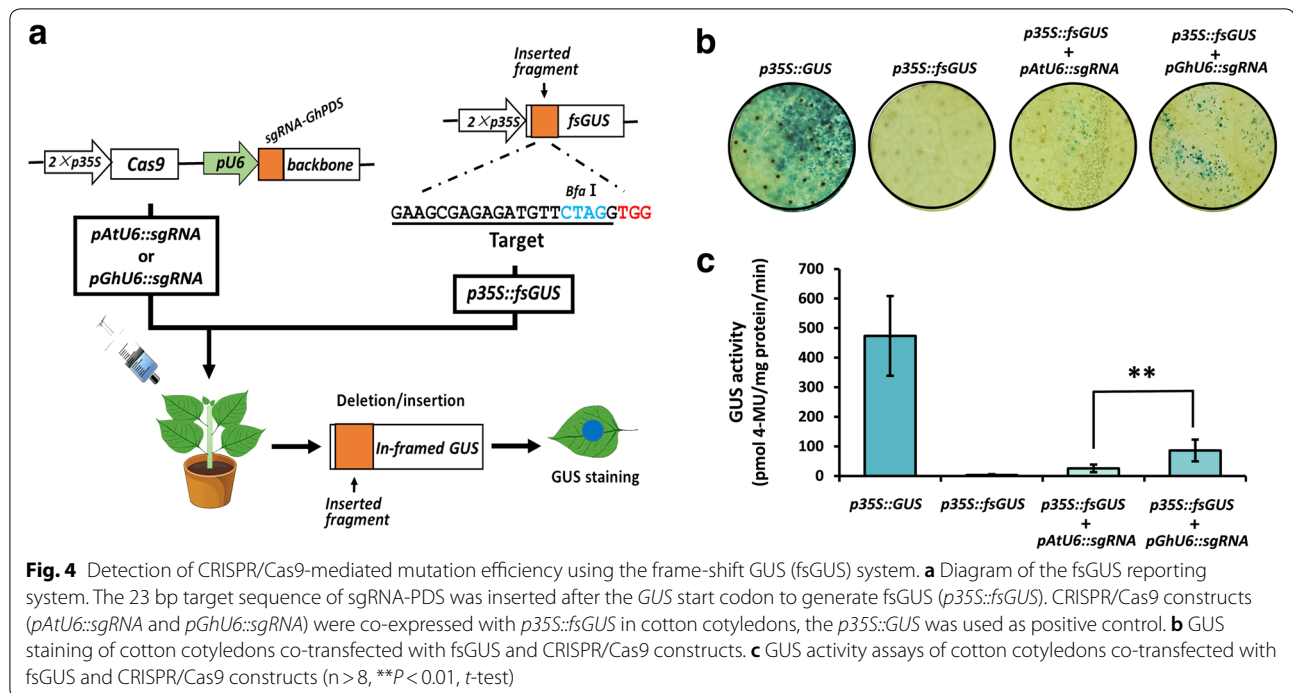 a
Inserted
fragment
2×p35S
fsGUS
sgRNA-GhPDS
2×p35S
Cas9
pU6
backbone
Bfa I
GAAGCGAGAGATGTTCTAGGTGG
Target
pAtU6::sgRNA
or
pGhU6::sgRNA
p35S::fsGUS
Deletion/insertion
In-framed GUS
Inserted
fragment
GUS staining
b
p35S::GUS
p35S::fsGUS
p35S::fsGUS
+
pAtU6::sgRNA
p35S::fsGUS
+
pGhU6::sgRNA
c
GUS activity
(pmol 4-MU/mg protein/min)
700
600
500
400
300
200
100
0
**
p35S::GUS
p35S::fsGUS
p35S::fsGUS
+
pAtU6::sgRNA
p35S::fsGUS
+
pGhU6::sgRNA
Fig. 4 Detection of CRISPR/Cas9-mediated mutation efficiency using the frame-shift GUS (fsGUS) system. a Diagram of the fsGUS reporting
system. The 23 bp target sequence of sgRNA-PDS was inserted after the GUS start codon to generate fsGUS (p35S::fsGUS). CRISPR/Cas9 constructs
(pAtU6::sgRNA and pGhU6::sgRNA) were co-expressed with p35S::fsGUS in cotton cotyledons, the p35S::GUS was used as positive control. b GUS
staining of cotton cotyledons co-transfected with fsGUS and CRISPR/Cas9 constructs. c GUS activity assays of cotton cotyledons co-transfected with
fsGUS and CRISPR/Cas9 constructs (n > 8, **P < 0.01, t-test)